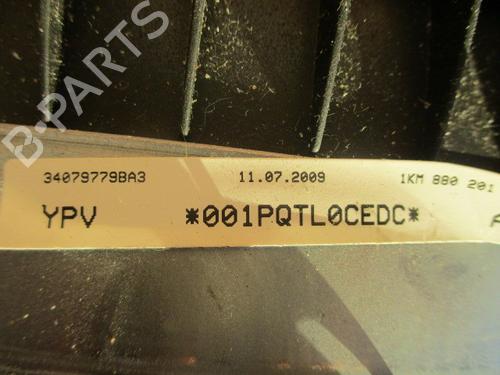 B-PARTS
34079779BA3 11.07.2009 1KM 880 201
YPV *001PQTL0CEDC*